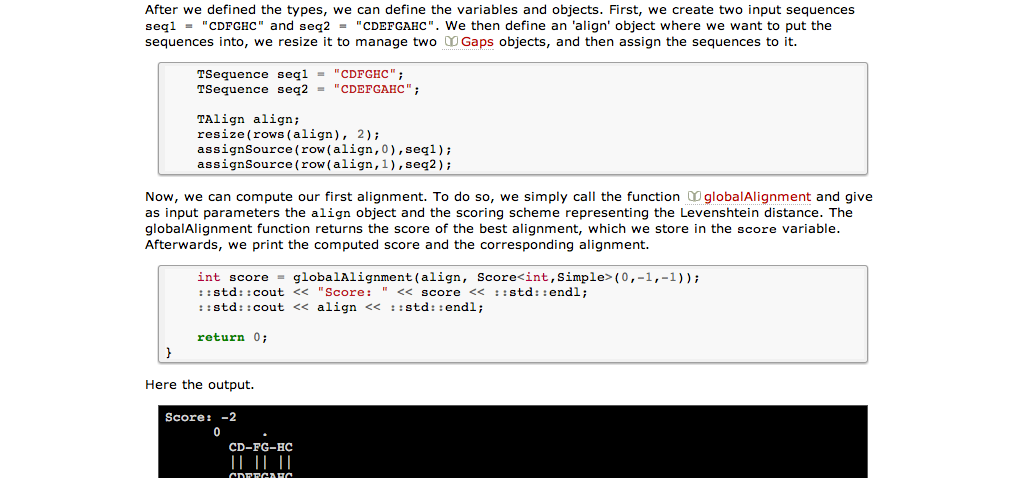 After we defined the types, we can define the variables and objects. First, we create two input sequences
seq1 = "CDFGHC" and seq2 = "CDEFGAHC". We then define an 'align' object where we want to put the
sequences into, we resize it to manage two Gaps objects, and then assign the sequences to it.
TSequence seq1 = "CDFGHC";
TSequence seq2 = "CDEFGAHC";
TAlign align;
resize(rows(align), 2);
assignSource(row(align,0),seq1);
assignSource(row(align,1),seq2);
Now, we can compute our first alignment. To do so, we simply call the function globalAlignment and give
as input parameters the align object and the scoring scheme representing the Levenshtein distance. The
globalAlignment function returns the score of the best alignment, which we store in the score variable.
Afterwards, we print the computed score and the corresponding alignment.
int score = globalAlignment(align, Score<int,Simple>(0,-1,-1));
::std::cout << "Score: " << score << ::std::endl;
::std::cout << align << ::std::endl;
return 0;
}
Here the output.
Score: -2
0 .
CD-FG-HC
|| || ||
CDEFGAHC